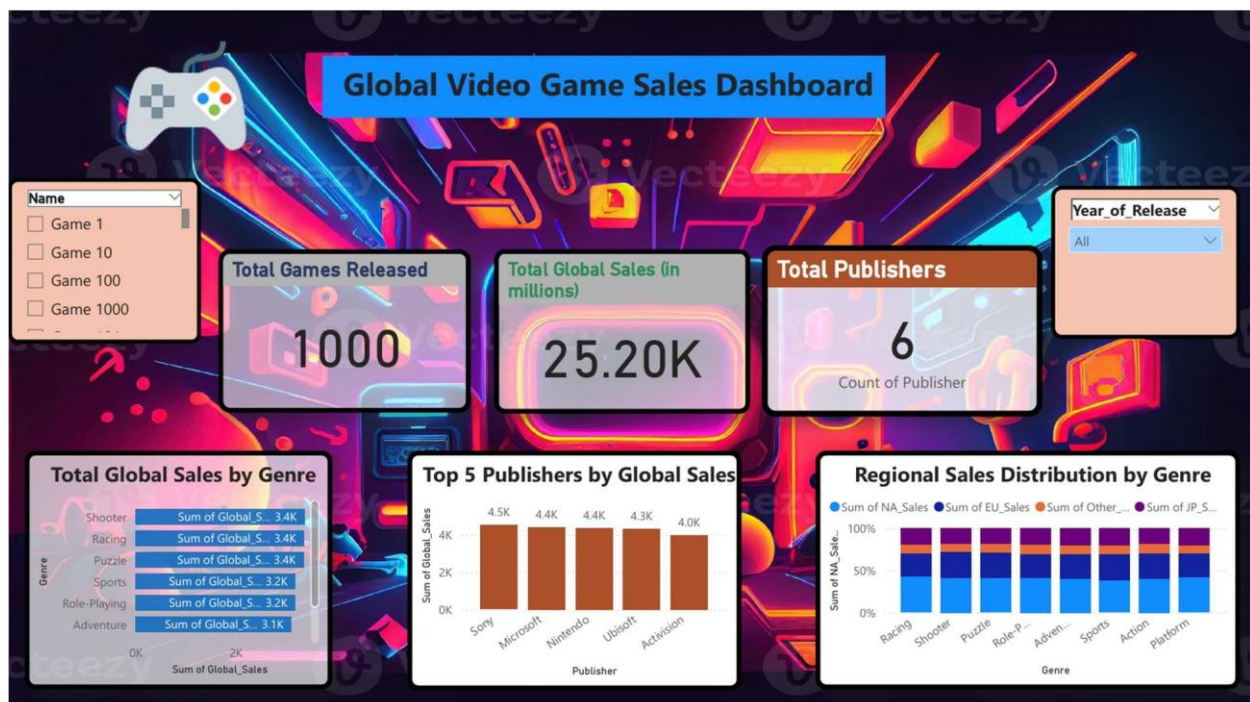 Global Video Game Sales Dashboard
Name
Game 1
Game 10
Game 100
Game 1000
Year_of_Release
All
Total Games Released
1000
Total Global Sales (in
millions)
25.20K
Total Publishers
6
Count of Publisher
Total Global Sales by Genre
Genre
Shooter Sum of Global_S... 3.4K
Racing Sum of Global_S... 3.4K
Puzzle Sum of Global_S... 3.4K
Sports Sum of Global_S... 3.2K
Role-Playing Sum of Global_S... 3.2K
Adventure Sum of Global_S... 3.1K
0K 2K
Sum of Global_Sales
Top 5 Publishers by Global Sales
Sum of Global_Sales
4.5K 4.4K 4.4K 4.3K 4.0K
4K
2K
0K
Sony Microsoft Nintendo Ubisoft Activision
Publisher
Regional Sales Distribution by Genre
Sum of NA_Sales Sum of EU_Sales Sum of Other_... Sum of JP_S...
Sum of NA_Sale...
100%
50%
0%
Racing Shooter Puzzle Role-P... Adven... Sports Action Platform
Genre
Vecteezy
Vecteezy
Vecteezy